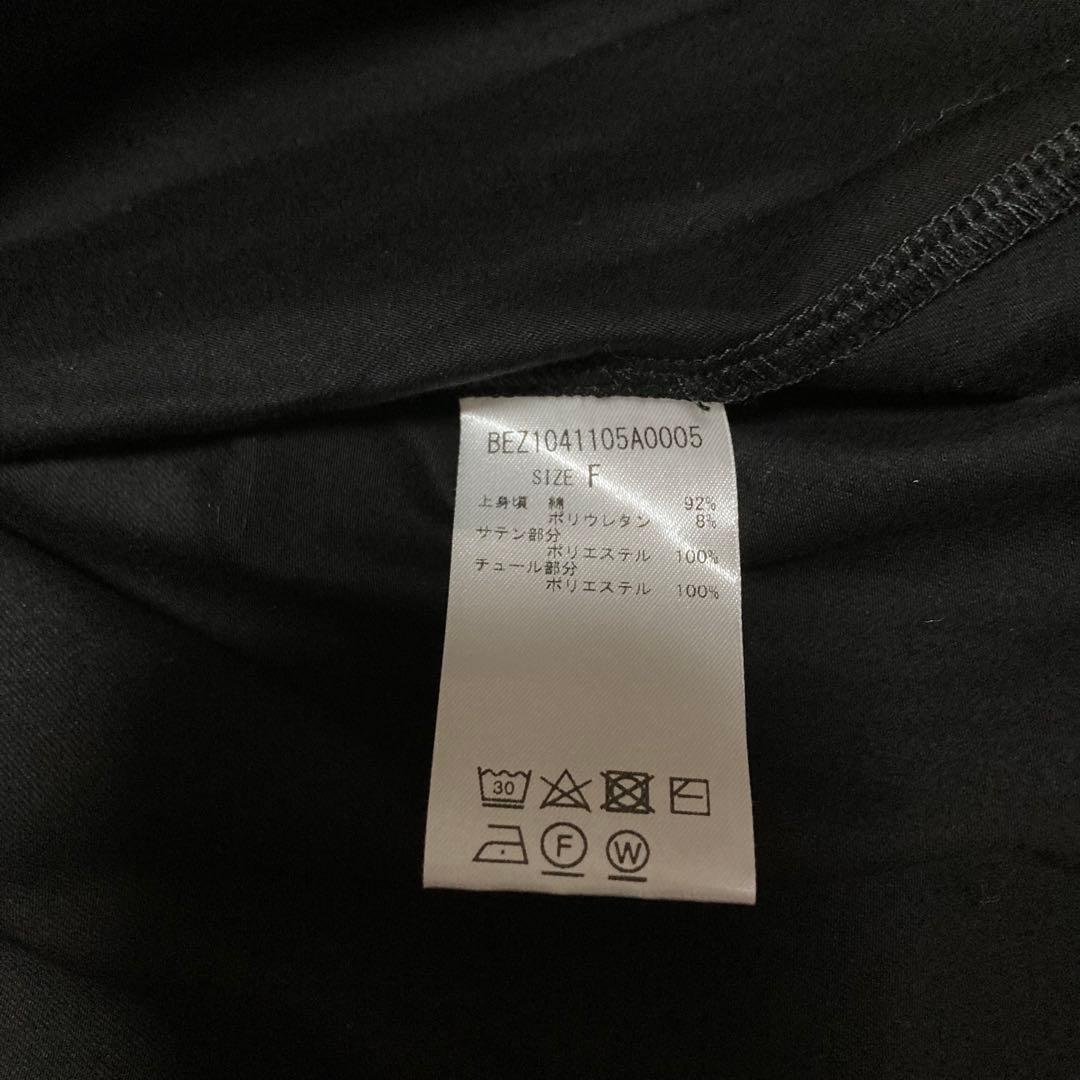 BEZ1041105A0005
SIZE F
上身頃 綿 92%
ポリウレタン 8%
サテン部分
ポリエステル 100%
チュール部分
ポリエステル 100%
30
F W